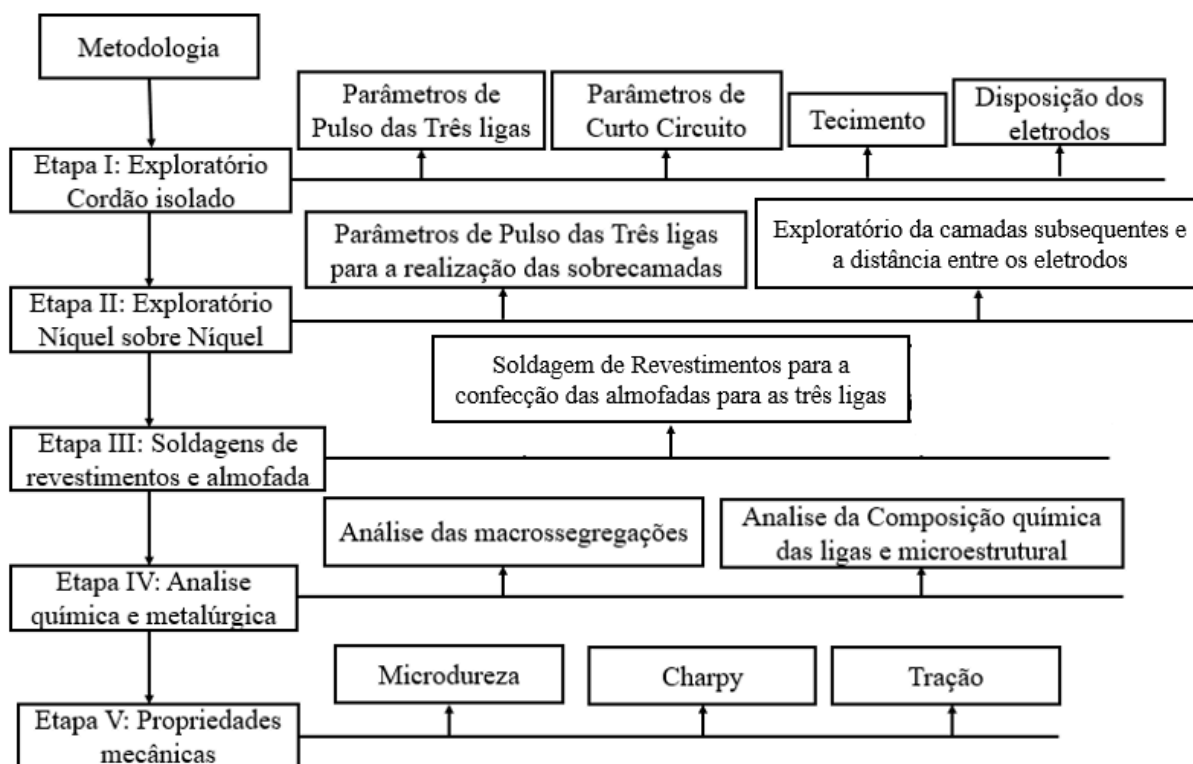 Metodologia
Parâmetros de
Pulso das Três ligas
Parâmetros de
Curto Circuito
Tecimento
Disposição dos
eletrodos
Etapa I: Exploratório
Cordão isolado
Parâmetros de Pulso das Três ligas
para a realização das sobrecamadas
Exploratório da camadas subsequentes e
a distância entre os eletrodos
Etapa II: Exploratório
Níquel sobre Níquel
Soldagem de Revestimentos para a
confecção das almofadas para as três ligas
Etapa III: Soldagens de
revestimentos e almofada
Análise das macrossegregações
Analise da Composição química
das ligas e microestrutural
Etapa IV: Analise
química e metalúrgica
Microdureza
Charpy
Tração
Etapa V: Propriedades
mecânicas